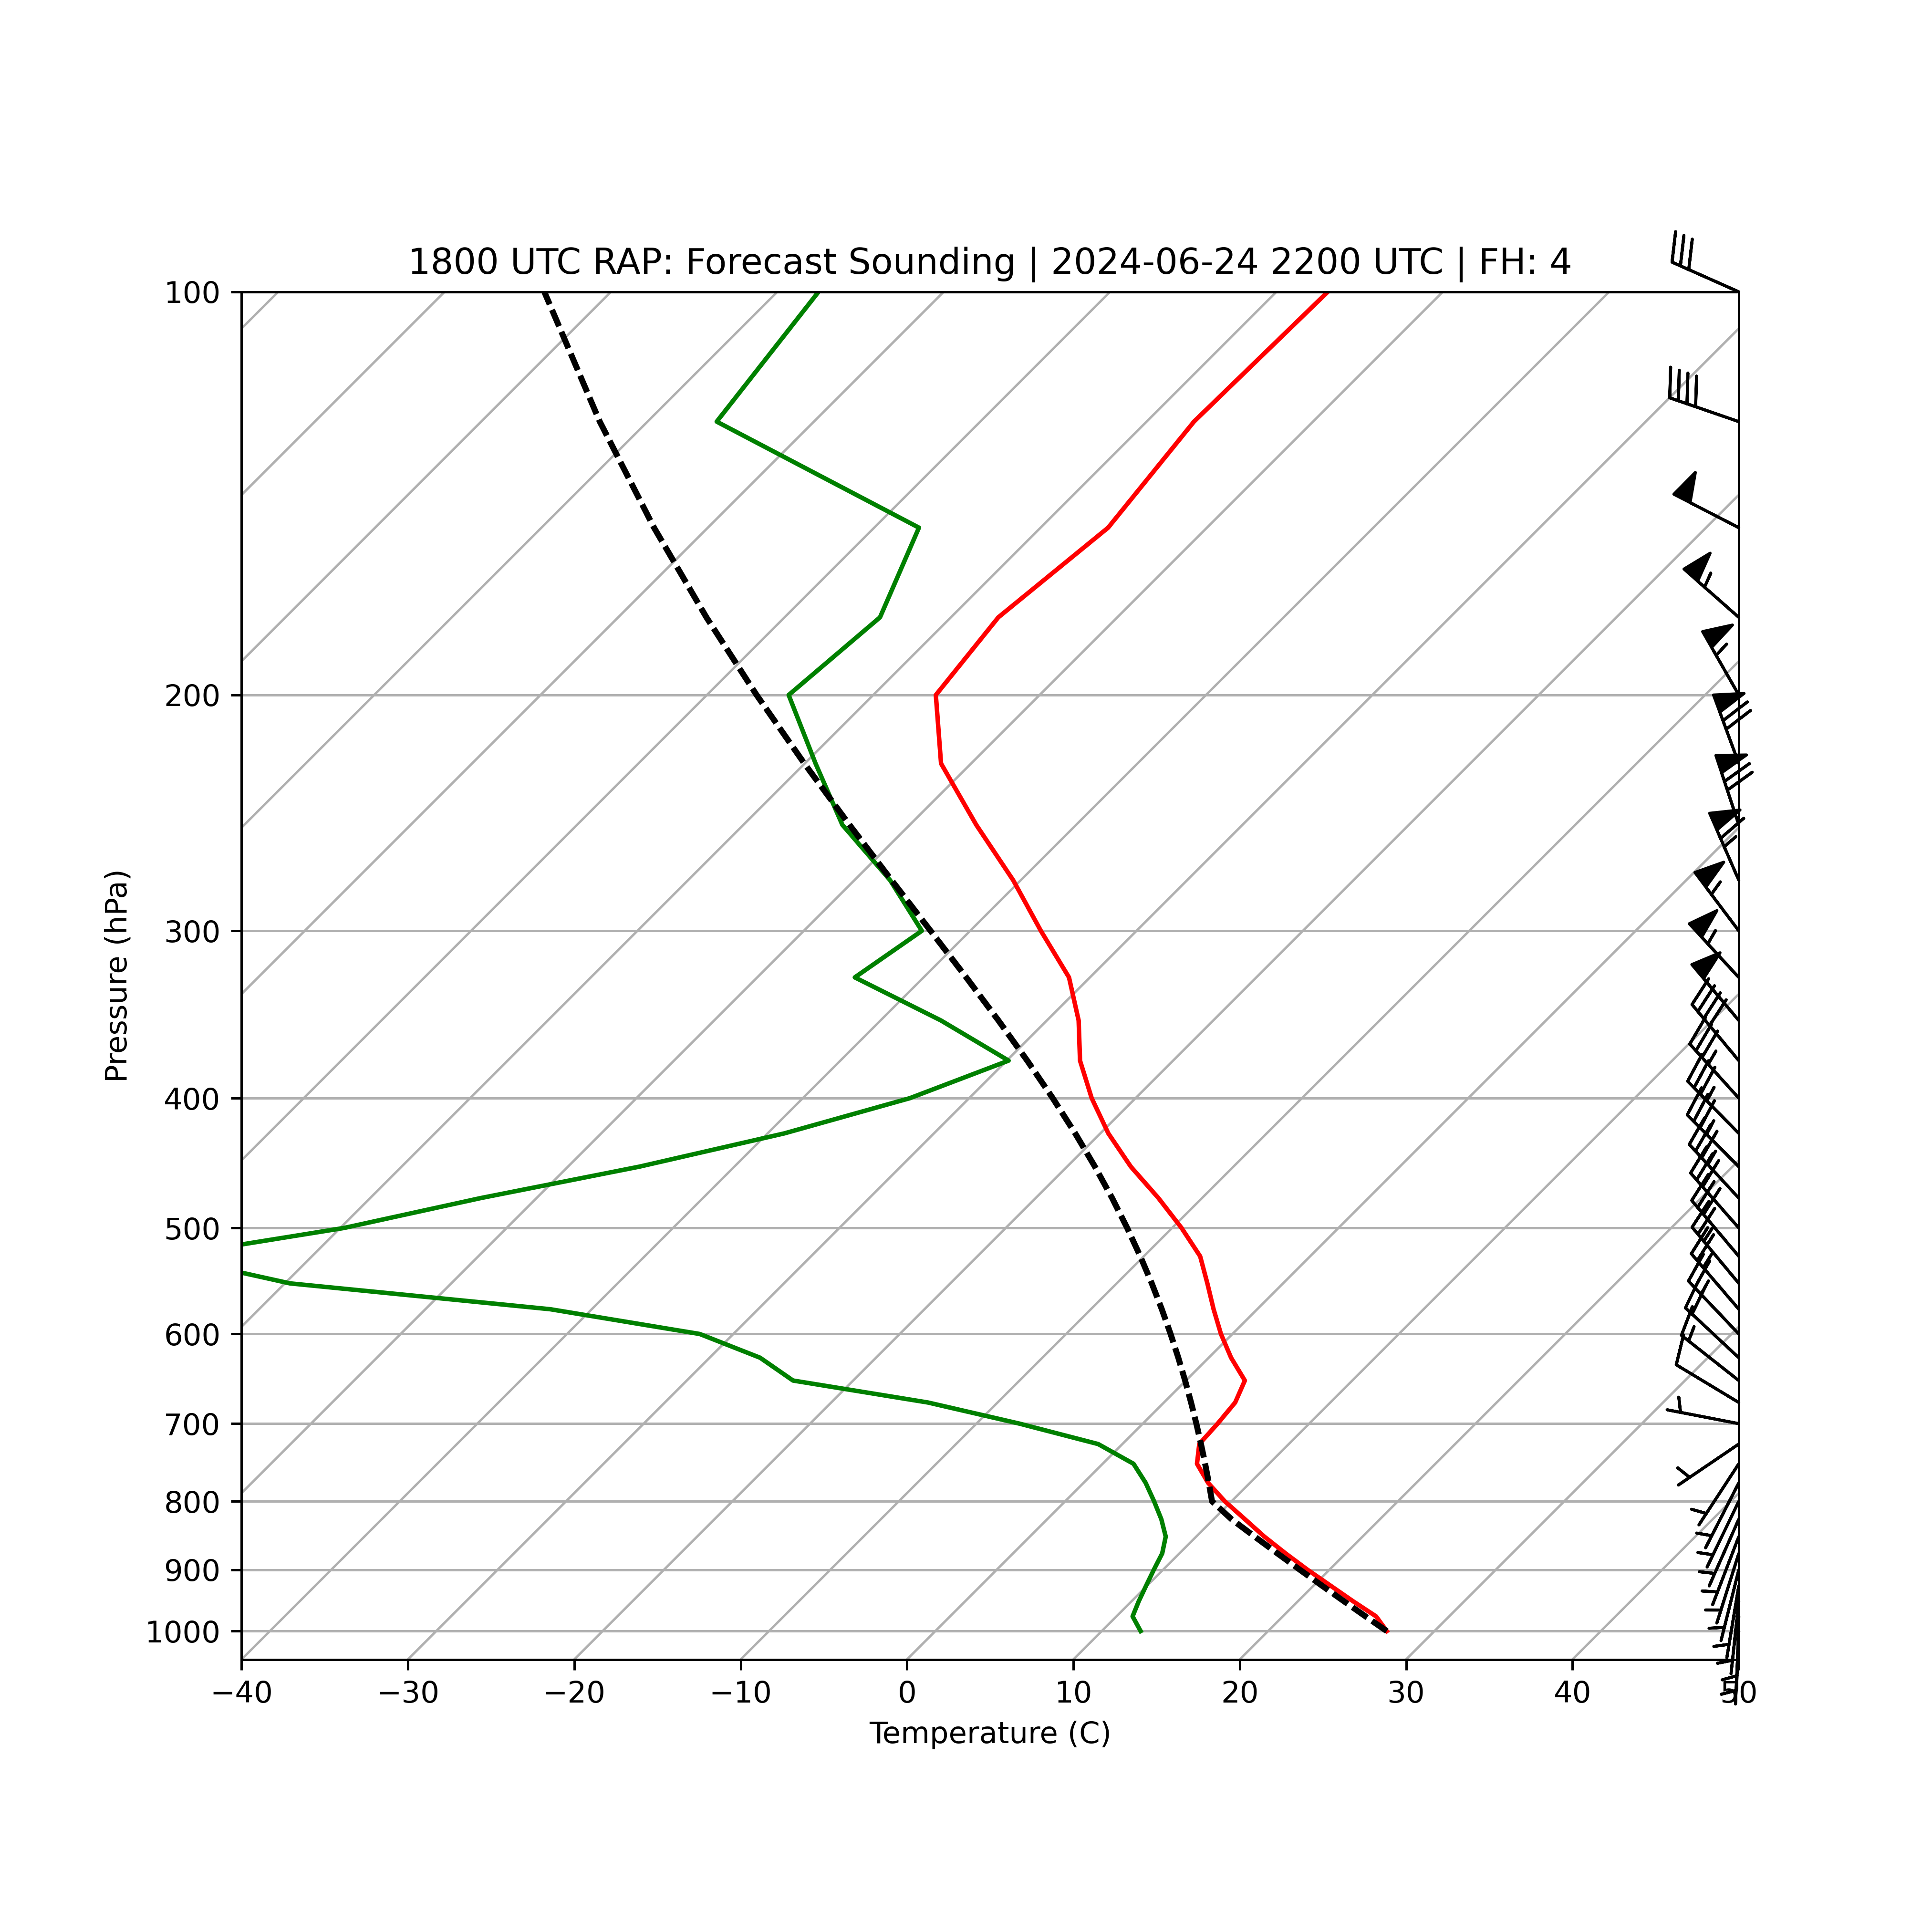 1800 UTC RAP: Forecast Sounding | 2024-06-24 2200 UTC | FH: 4
100
200
300
400
500
600
700
800
900
1000
Pressure (hPa)
−40 −30 −20 −10 0 10 20 30 40 50
Temperature (C)